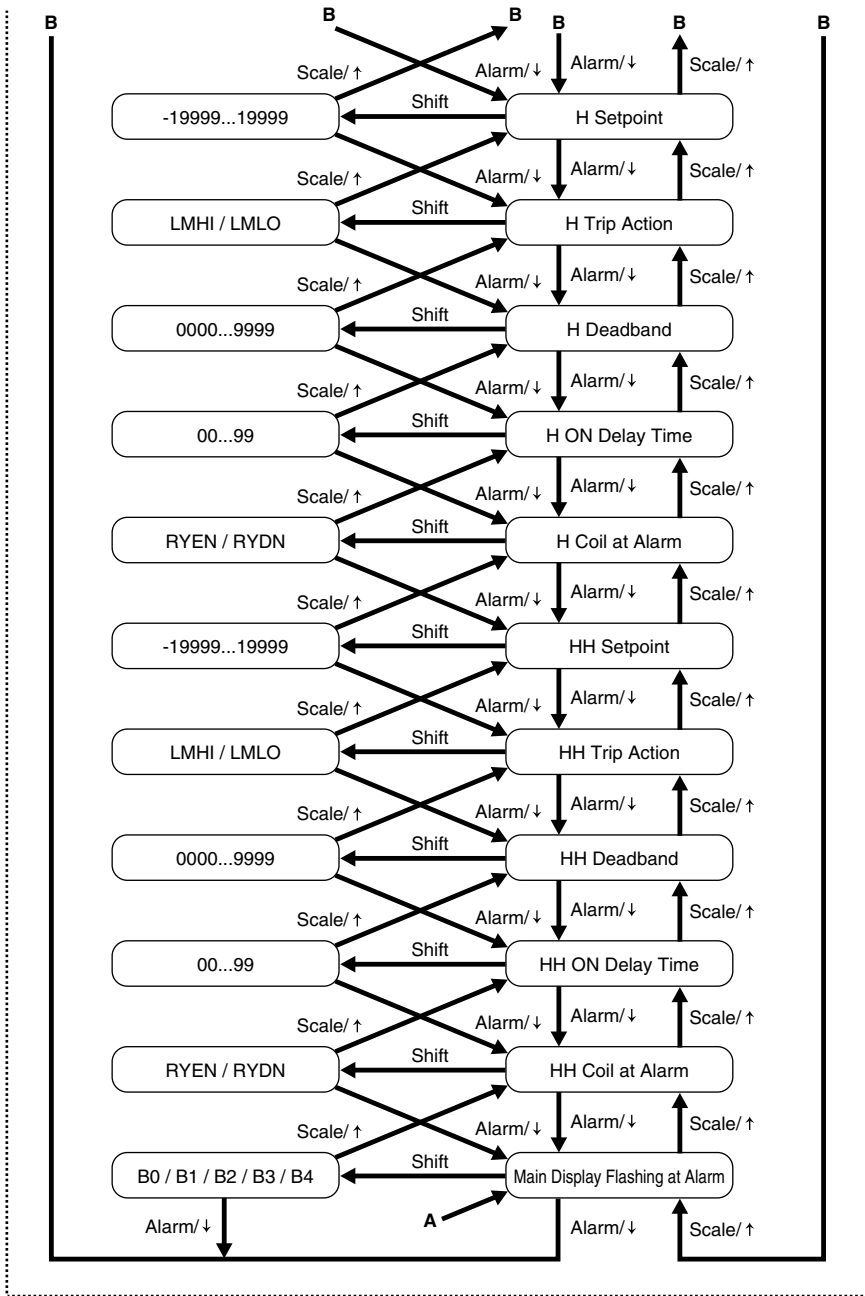 B B B B B B
Scale/ ↑ Alarm/↓ Alarm/↓ Scale/ ↑
-19999...19999 Shift H Setpoint
Scale/ ↑ Alarm/↓ Alarm/↓ Scale/ ↑
LMHI / LMLO Shift H Trip Action
Scale/ ↑ Alarm/↓ Alarm/↓ Scale/ ↑
0000...9999 Shift H Deadband
Scale/ ↑ Alarm/↓ Alarm/↓ Scale/ ↑
00...99 Shift H ON Delay Time
Scale/ ↑ Alarm/↓ Alarm/↓ Scale/ ↑
RYEN / RYDN Shift H Coil at Alarm
Scale/ ↑ Alarm/↓ Alarm/↓ Scale/ ↑
-19999...19999 Shift HH Setpoint
Scale/ ↑ Alarm/↓ Alarm/↓ Scale/ ↑
LMHI / LMLO Shift HH Trip Action
Scale/ ↑ Alarm/↓ Alarm/↓ Scale/ ↑
0000...9999 Shift HH Deadband
Scale/ ↑ Alarm/↓ Alarm/↓ Scale/ ↑
00...99 Shift HH ON Delay Time
Scale/ ↑ Alarm/↓ Alarm/↓ Scale/ ↑
RYEN / RYDN Shift HH Coil at Alarm
Scale/ ↑ Alarm/↓ Alarm/↓ Scale/ ↑
B0 / B1 / B2 / B3 / B4 Shift Main Display Flashing at Alarm
Alarm/↓ A Alarm/↓ Scale/ ↑